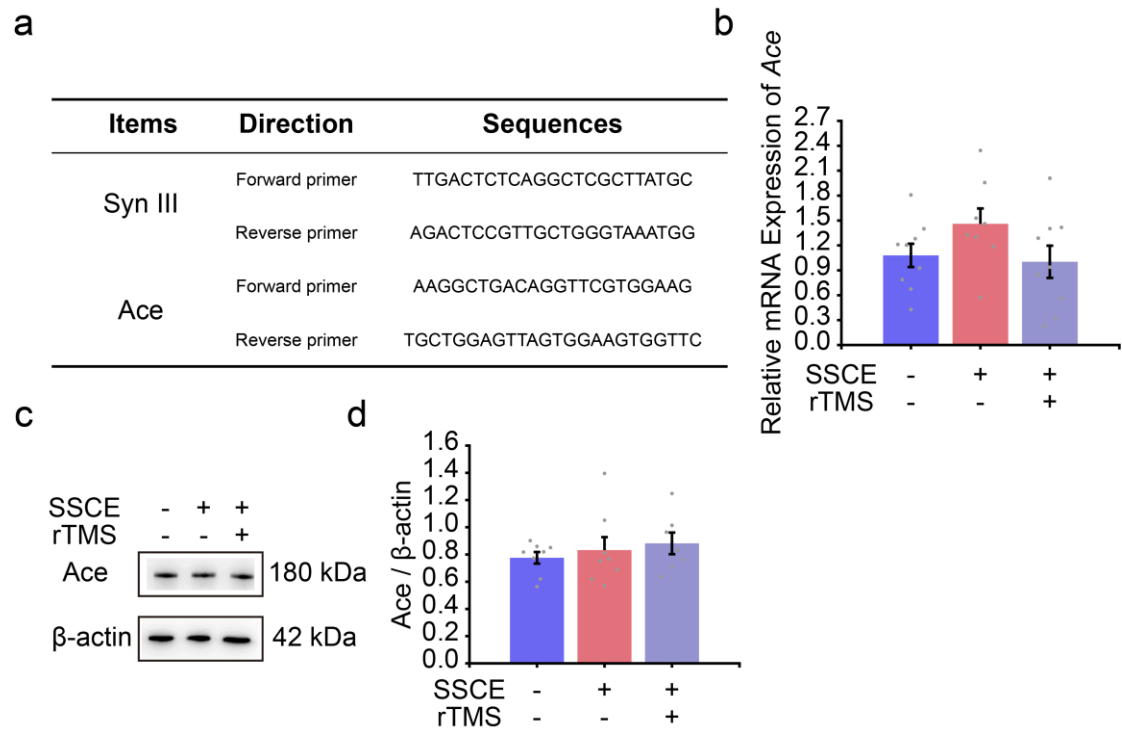 a
Items Direction Sequences
Syn III
Forward primer TTGACTCTCAGGCTCGCTTATGC
Reverse primer AGACTCCGTTGCTGGGTAAATGG
Ace
Forward primer AAGGCTGACAGGTTCGTGGAAG
Reverse primer TGCTGGAGTTAGTGGAAGTGGTTC
b
Relative mRNA Expression of Ace
2.7
2.4
2.1
1.8
1.5
1.2
0.9
0.6
0.3
0.0
SSCE - + +
rTMS - - +
c
SSCE - + +
rTMS - - +
Ace 180 kDa
β-actin 42 kDa
d
Ace / β-actin
1.6
1.4
1.2
1.0
0.8
0.6
0.4
0.2
0.0
SSCE - + +
rTMS - - +